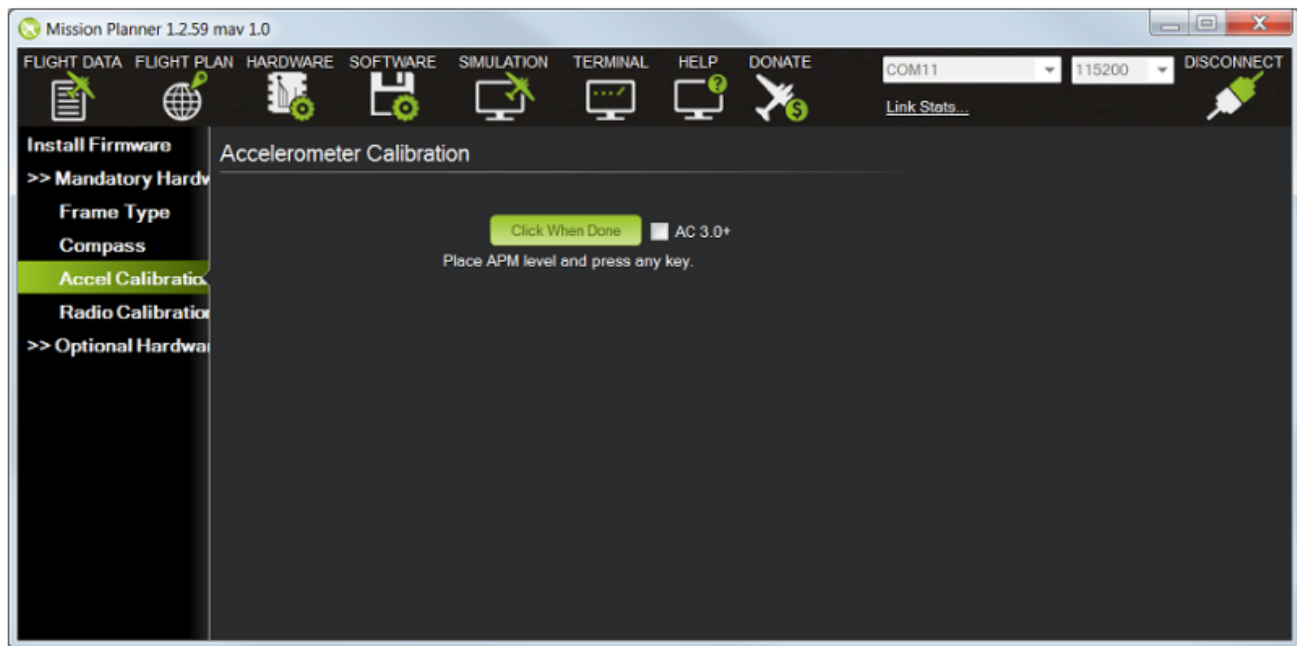 Mission Planner 1.2.59 mav 1.0
FLIGHT DATA FLIGHT PLAN HARDWARE SOFTWARE SIMULATION TERMINAL HELP DONATE COM11 115200 DISCONNECT
Link Stats...
Install Firmware
Accelerometer Calibration
>> Mandatory Hardw
Frame Type
Click When Done AC 3.0+
Compass
Place APM level and press any key.
Accel Calibratio
Radio Calibration
>> Optional Hardwa